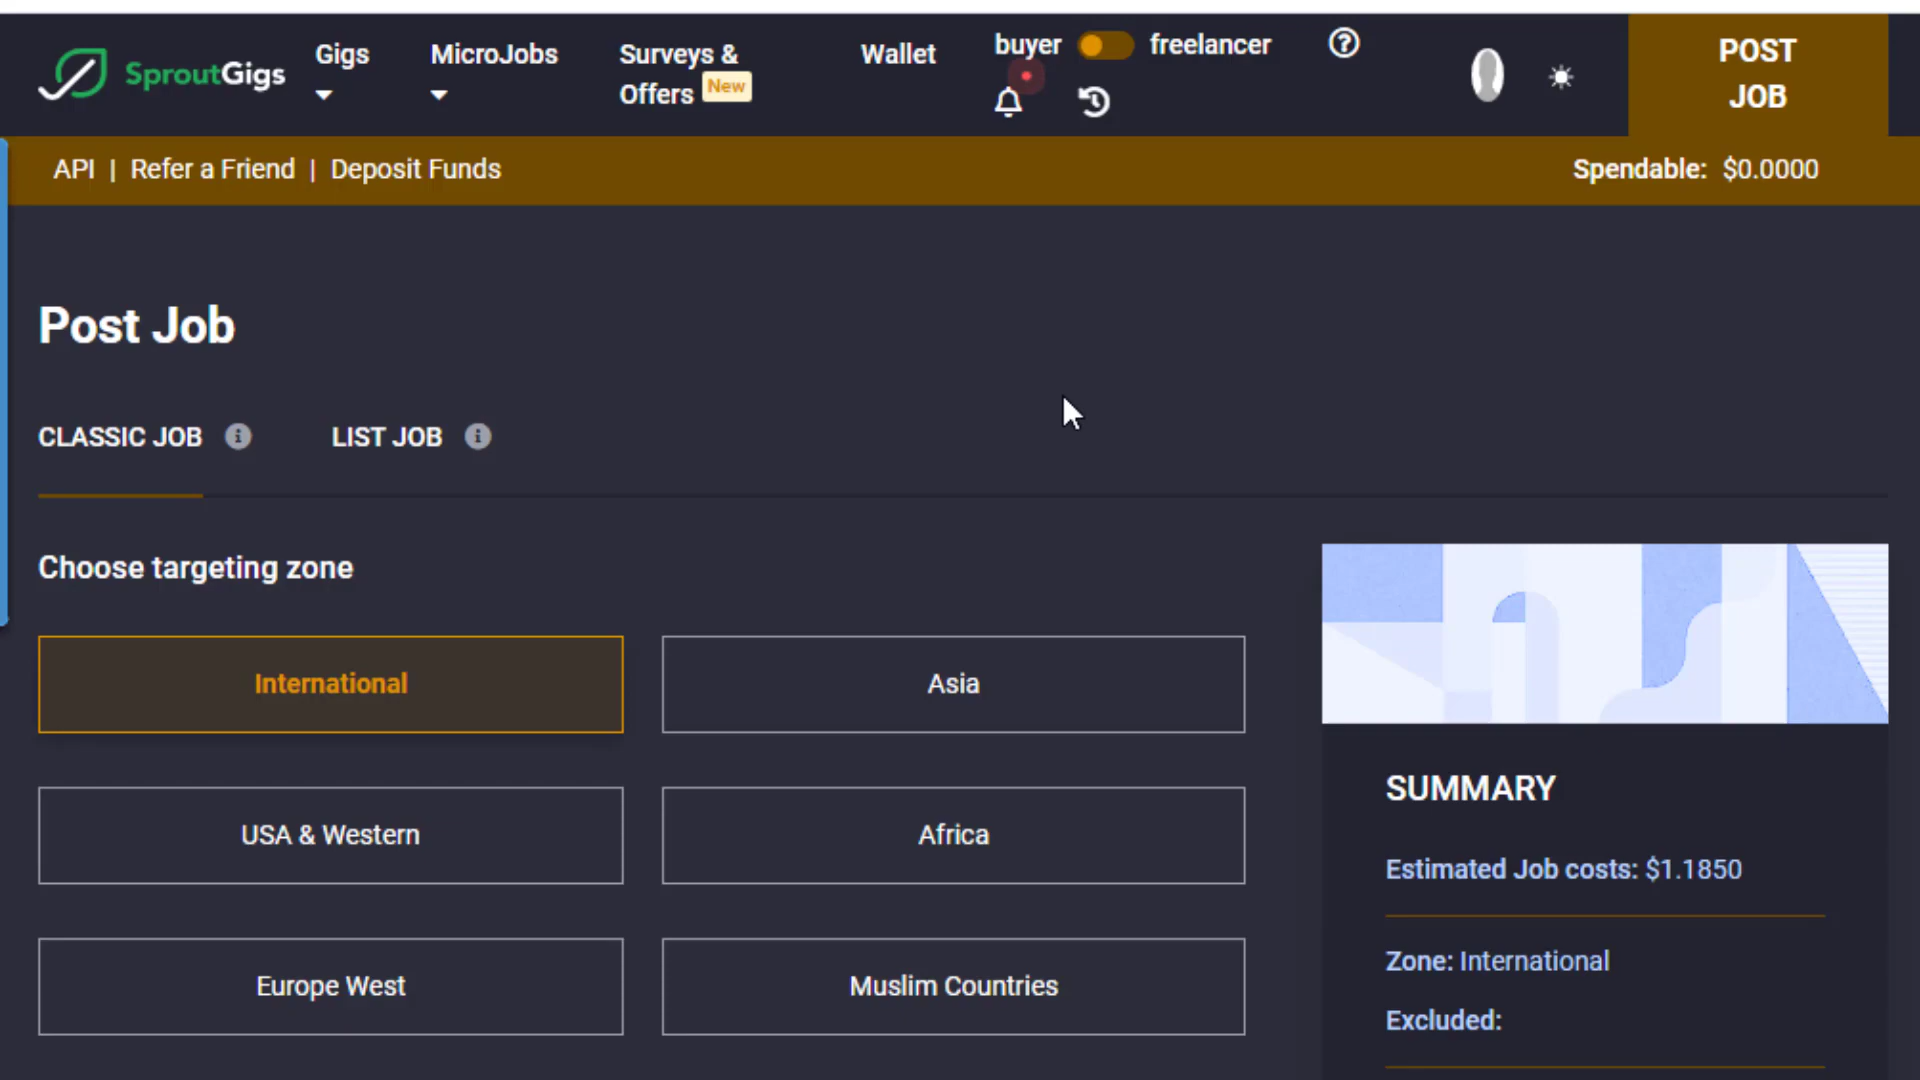 SproutGigs
Gigs
MicroJobs
Surveys &
Offers New
Wallet
buyer freelancer
POST
JOB
API | Refer a Friend | Deposit Funds
Spendable: $0.0000
Post Job
CLASSIC JOB
LIST JOB
Choose targeting zone
International
Asia
USA & Western
Africa
Europe West
Muslim Countries
SUMMARY
Estimated Job costs: $1.1850
Zone: International
Excluded: